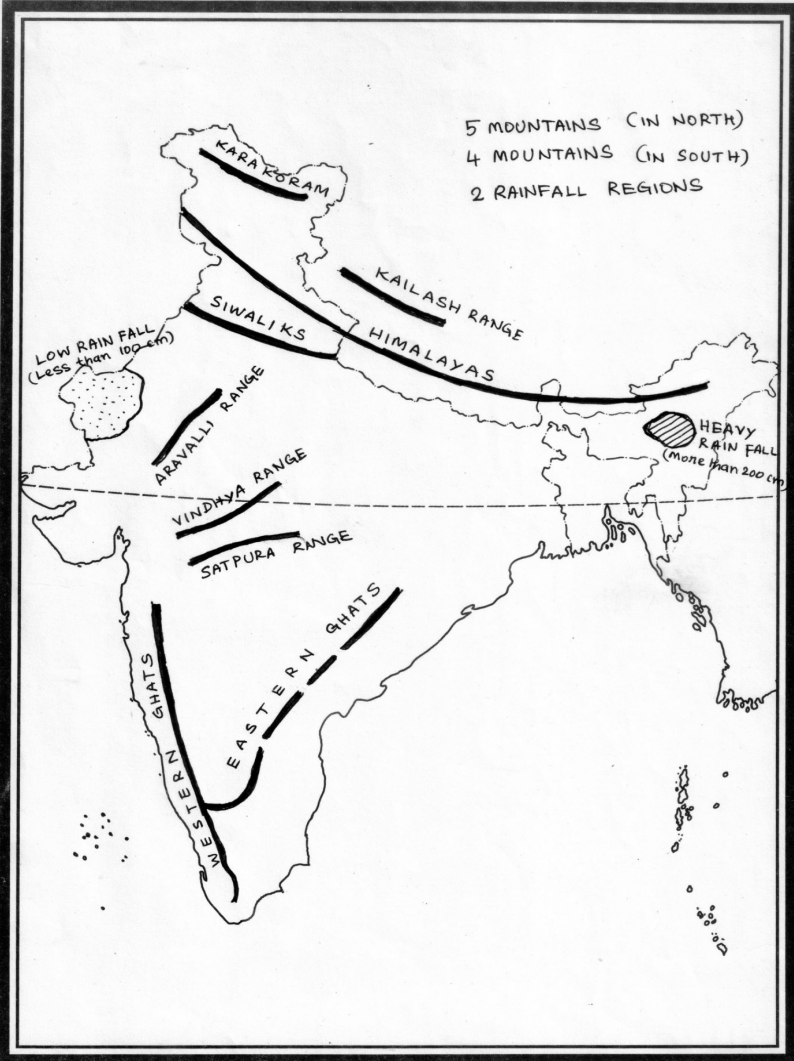 5 MOUNTAINS (IN NORTH)
4 MOUNTAINS (IN SOUTH)
2 RAINFALL REGIONS
KARAKORAM
KAILASH RANGE
SIWALIKS
HIMALAYAS
LOW RAIN FALL
(Less than 100 cm)
ARAVALLI RANGE
HEAVY
RAIN FALL
(More than 200 cm
VINDHYA RANGE
SATPURA RANGE
EASTERN GHATS
WESTERN GHATS